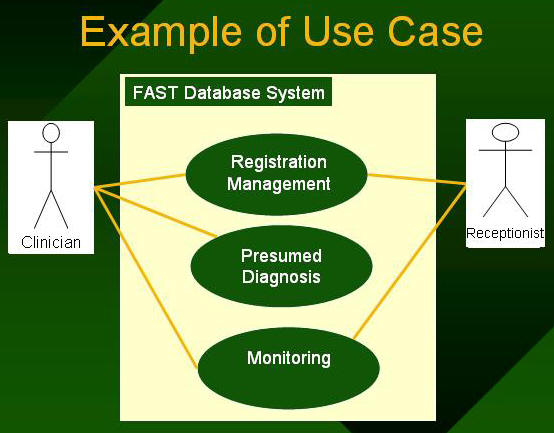 Example of Use Case
FAST Database System
Registration
Management
Clinician
Receptionist
Presumed
Diagnosis
Monitoring